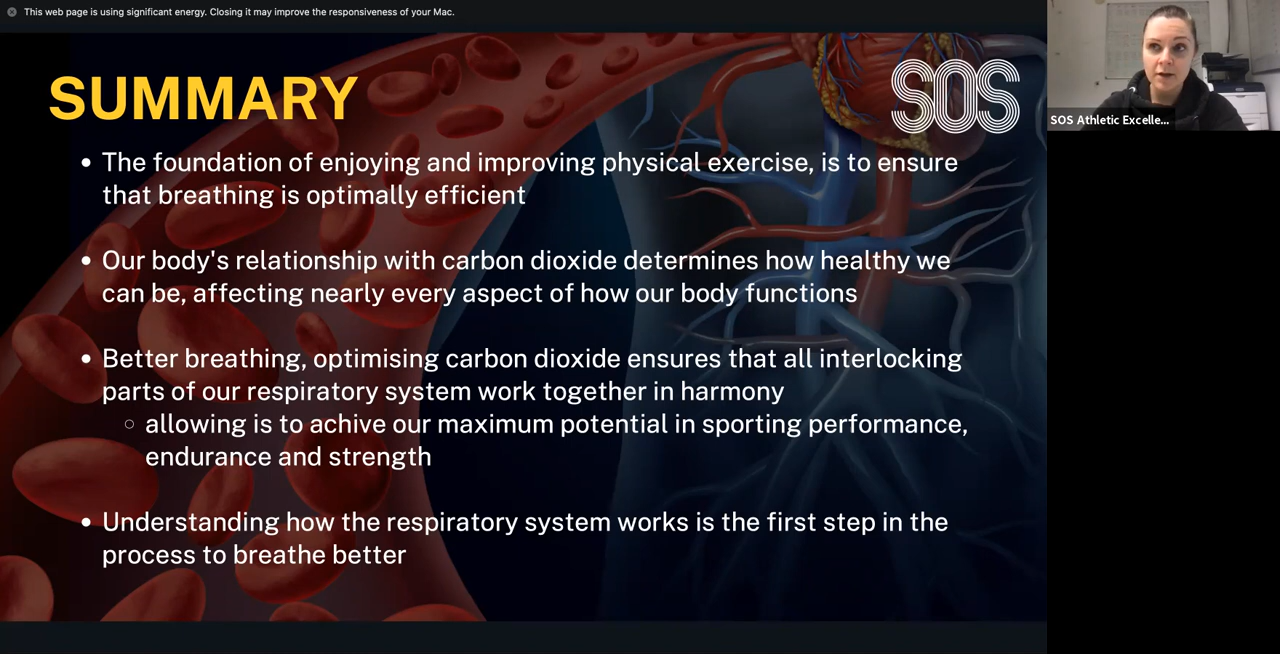 This web page is using significant energy. Closing it may improve the responsiveness of your Mac.
SUMMARY
SOS
SOS Athletic Excelle...
• The foundation of enjoying and improving physical exercise, is to ensure
that breathing is optimally efficient
• Our body's relationship with carbon dioxide determines how healthy we
can be, affecting nearly every aspect of how our body functions
• Better breathing, optimising carbon dioxide ensures that all interlocking
parts of our respiratory system work together in harmony
○ allowing is to achive our maximum potential in sporting performance,
endurance and strength
• Understanding how the respiratory system works is the first step in the
process to breathe better